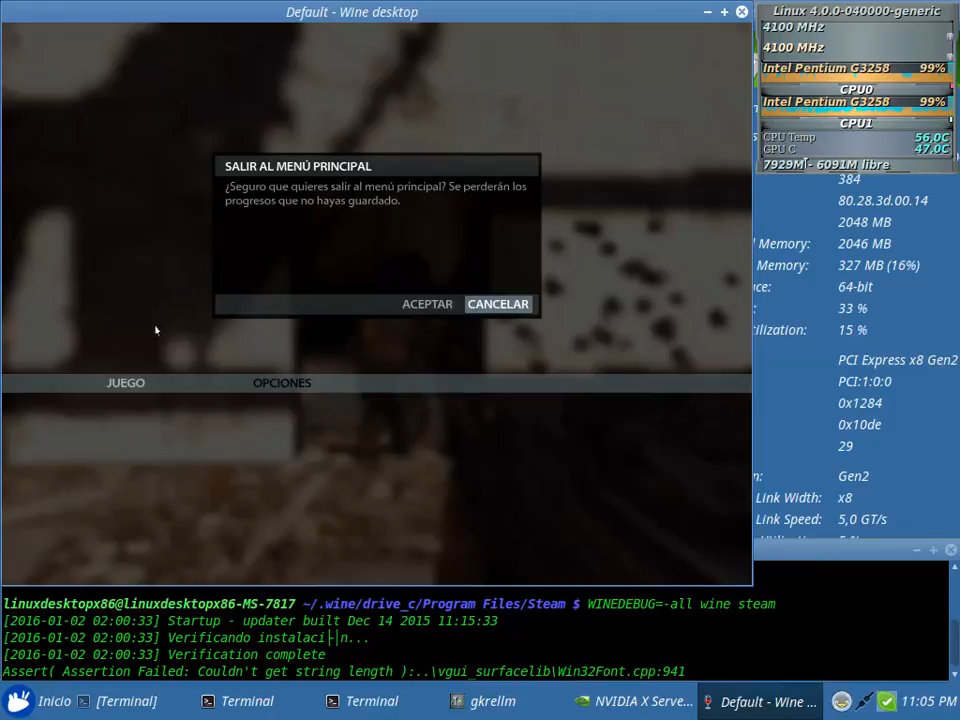 Default - Wine desktop
SALIR AL MENÚ PRINCIPAL
¿Seguro que quieres salir al menú principal? Se perderán los
progresos que no hayas guardado.
ACEPTAR CANCELAR
JUEGO OPCIONES
Linux 4.0.0-040000-generic
4100 MHz
4100 MHz
Intel Pentium G3258 99%
CPU0
Intel Pentium G3258 99%
CPU1
CPU Temp 56,0C
GPU C 47,0C
7929M - 6091M libre
384
80.28.3d.00.14
2048 MB
Memory: 2046 MB
Memory: 327 MB (16%)
ce: 64-bit
: 33 %
tilization: 15 %
PCI Express x8 Gen2
PCI:1:0:0
0x1284
0x10de
29
n: Gen2
Link Width: x8
Link Speed: 5,0 GT/s
linuxdesktopx86@linuxdesktopx86-MS-7817 ~/.wine/drive_c/Program Files/Steam $ WINEDEBUG=-all wine steam
[2016-01-02 02:00:33] Startup - updater built Dec 14 2015 11:15:33
[2016-01-02 02:00:33] Verificando instalaci├│n...
[2016-01-02 02:00:33] Verification complete
Assert( Assertion Failed: Couldn't get string length ):..\vgui_surfacelib\Win32Font.cpp:941
Inicio [Terminal] Terminal Terminal gkrellm NVIDIA X Serve... Default - Wine ... 11:05 PM